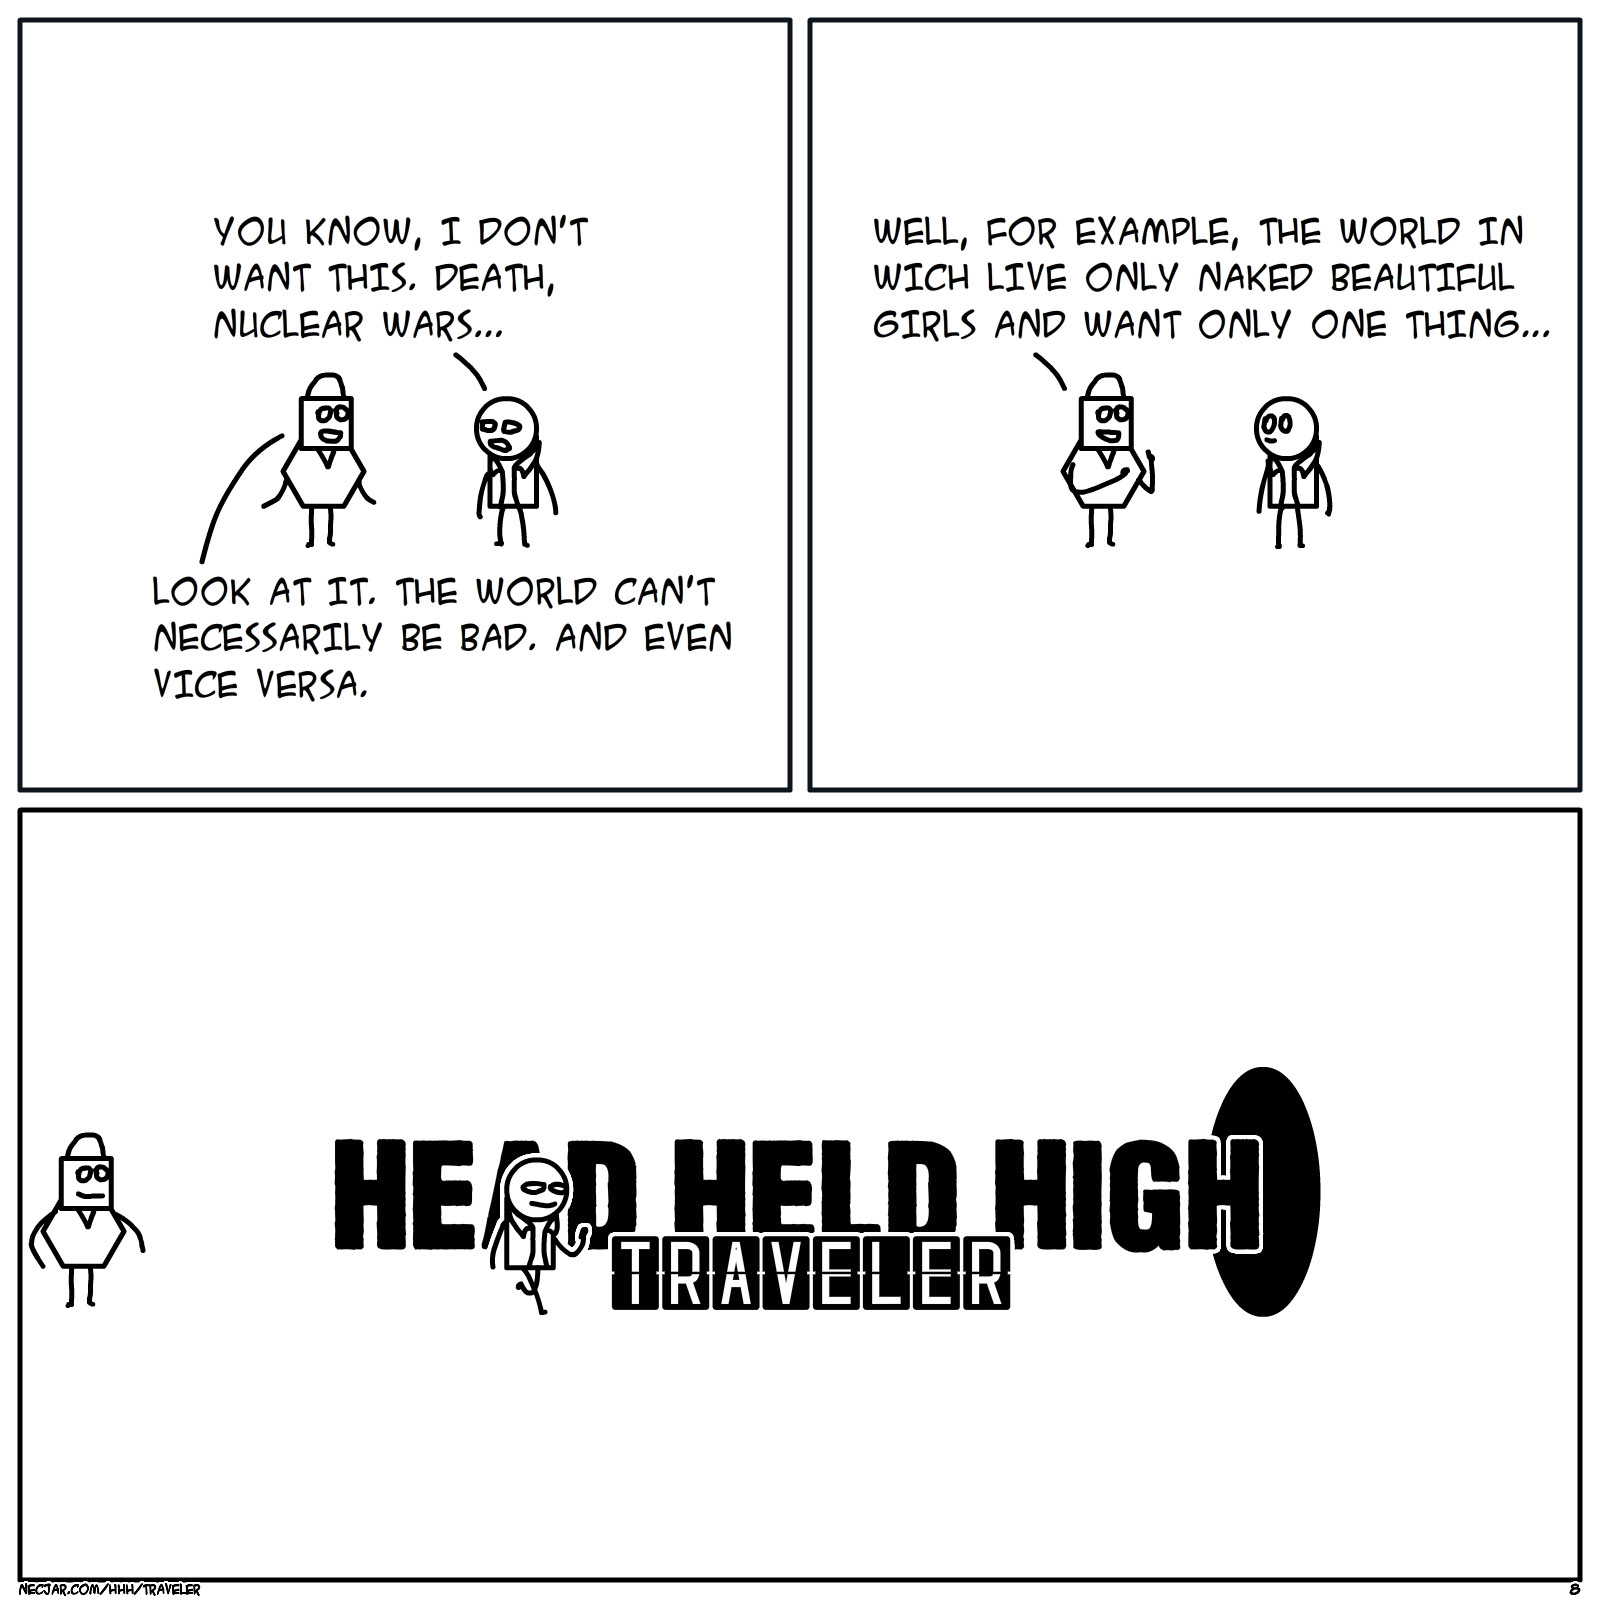 YOU KNOW, I DON'T
WANT THIS. DEATH,
NUCLEAR WARS...
LOOK AT IT. THE WORLD CAN'T
NECESSARILY BE BAD. AND EVEN
VICE VERSA.
WELL, FOR EXAMPLE, THE WORLD IN
WICH LIVE ONLY NAKED BEAUTIFUL
GIRLS AND WANT ONLY ONE THING...
HEAD HELD HIGH
TRAVELER
NECJAR.COM/HHH/TRAVELER
8